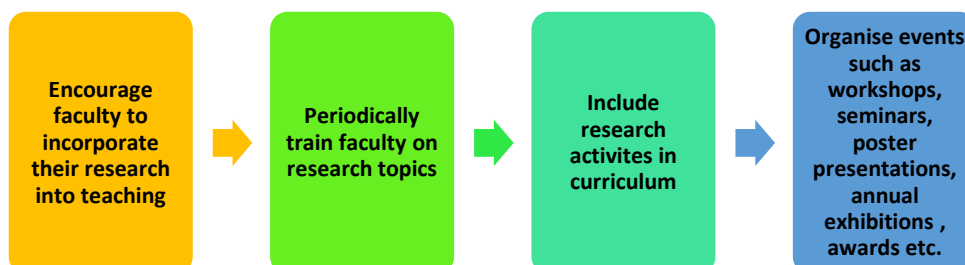 Encourage
faculty to
incorporate
their research
into teaching
Periodically
train faculty on
research topics
Include
research
activites in
curriculum
Organise events
such as
workshops,
seminars,
poster
presentations,
annual
exhibitions ,
awards etc.